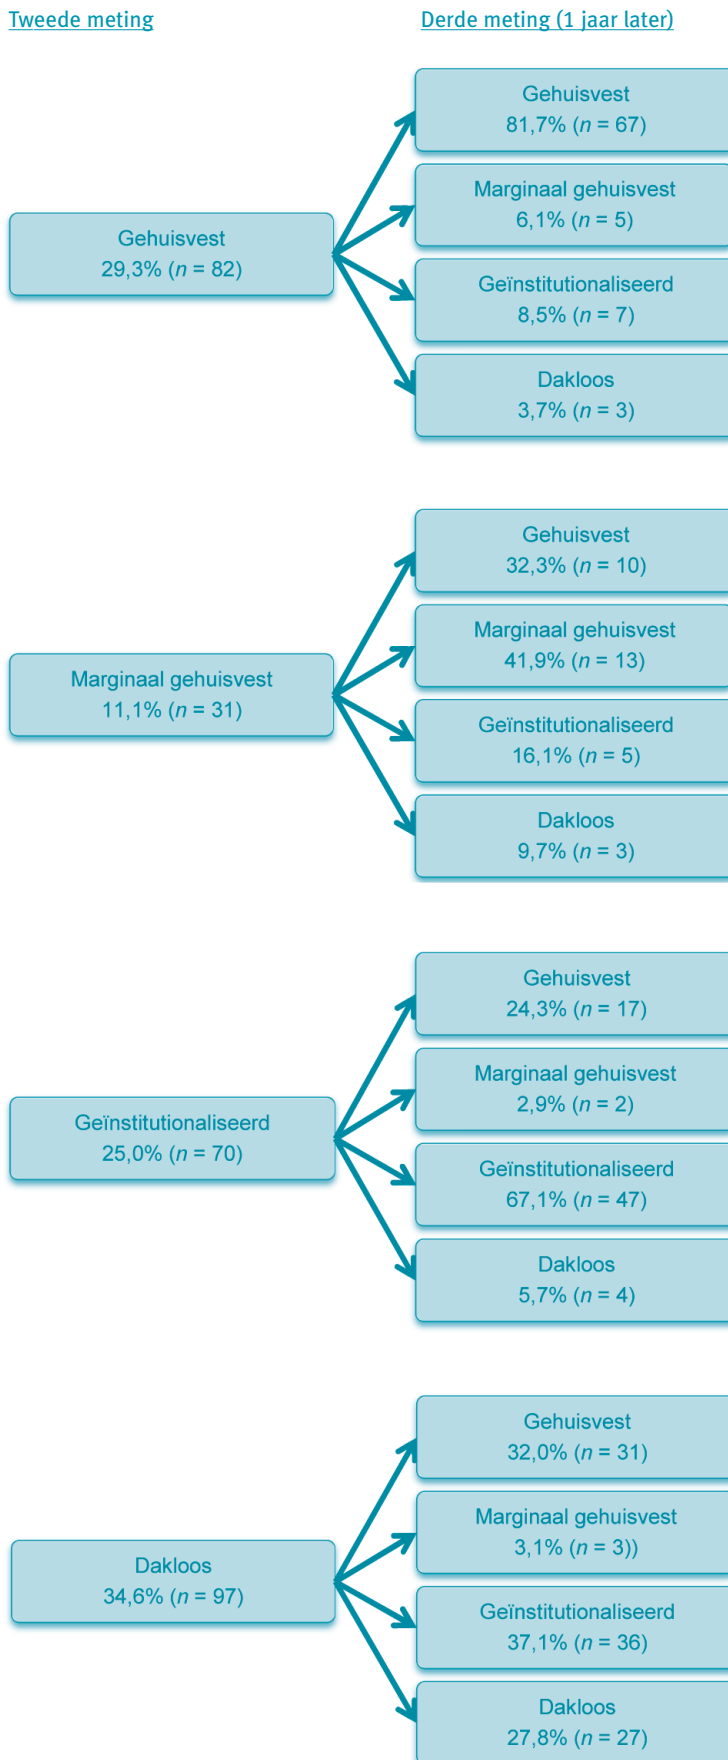 Tweede meting
Derde meting (1 jaar later)
Gehuisvest
29,3% (n = 82)
Gehuisvest
81,7% (n = 67)
Marginaal gehuisvest
6,1% (n = 5)
Geïnstitutionaliseerd
8,5% (n = 7)
Dakloos
3,7% (n = 3)
Marginaal gehuisvest
11,1% (n = 31)
Gehuisvest
32,3% (n = 10)
Marginaal gehuisvest
41,9% (n = 13)
Geïnstitutionaliseerd
16,1% (n = 5)
Dakloos
9,7% (n = 3)
Geïnstitutionaliseerd
25,0% (n = 70)
Gehuisvest
24,3% (n = 17)
Marginaal gehuisvest
2,9% (n = 2)
Geïnstitutionaliseerd
67,1% (n = 47)
Dakloos
5,7% (n = 4)
Dakloos
34,6% (n = 97)
Gehuisvest
32,0% (n = 31)
Marginaal gehuisvest
3,1% (n = 3))
Geïnstitutionaliseerd
37,1% (n = 36)
Dakloos
27,8% (n = 27)